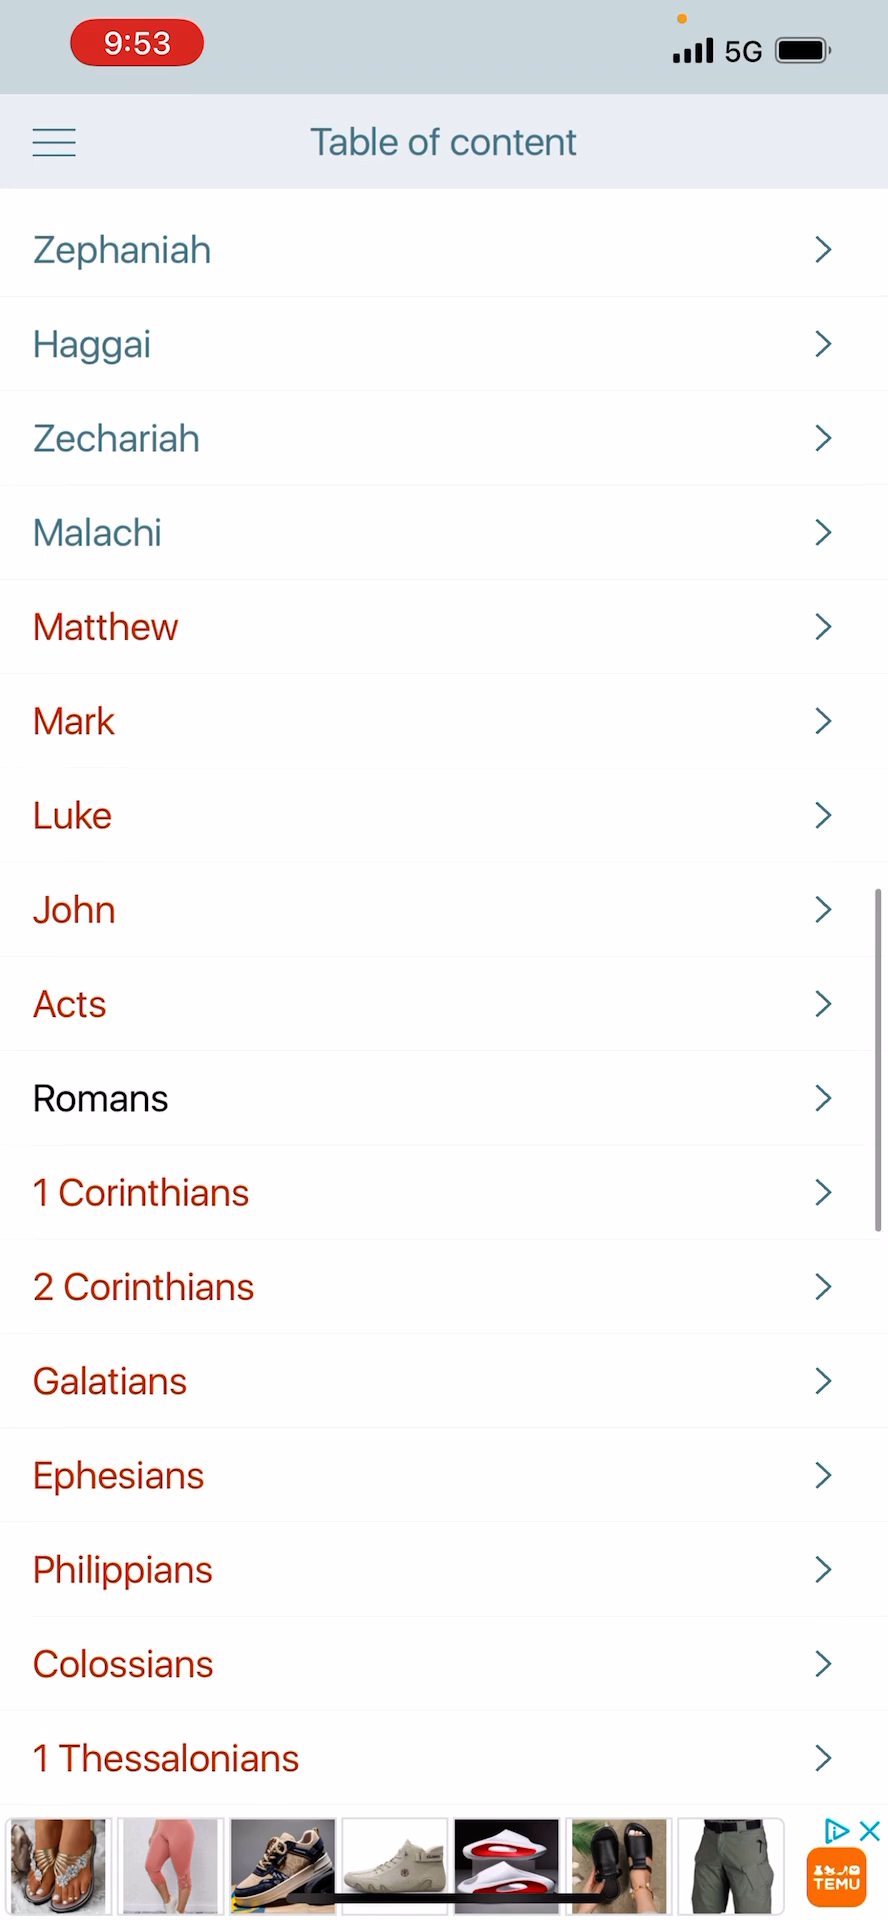 9:53
5G
Table of content
Zephaniah
Haggai
Zechariah
Malachi
Matthew
Mark
Luke
John
Acts
Romans
1 Corinthians
2 Corinthians
Galatians
Ephesians
Philippians
Colossians
1 Thessalonians
TEMU